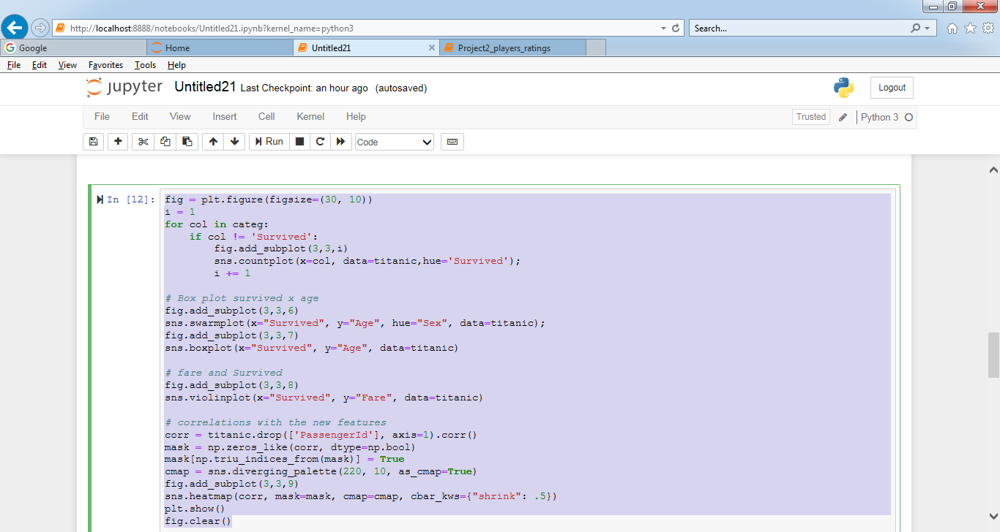 http://localhost:8888/notebooks/Untitled21.ipynb?kernel_name=python3
Search...
Google
Home
Untitled21
Project2_players_ratings
File Edit View Favorites Tools Help
jupyter Untitled21 Last Checkpoint: an hour ago (autosaved)
Logout
File Edit View Insert Cell Kernel Help
Trusted
Python 3
Run
Code
In [12]:
fig = plt.figure(figsize=(30, 10))
i = 1
for col in categ:
    if col != 'Survived':
        fig.add_subplot(3,3,i)
        sns.countplot(x=col, data=titanic,hue='Survived');
        i += 1
# Box plot survived x age
fig.add_subplot(3,3,6)
sns.swarmplot(x="Survived", y="Age", hue="Sex", data=titanic);
fig.add_subplot(3,3,7)
sns.boxplot(x="Survived", y="Age", data=titanic)
# fare and Survived
fig.add_subplot(3,3,8)
sns.violinplot(x="Survived", y="Fare", data=titanic)
# correlations with the new features
corr = titanic.drop(['PassengerId'], axis=1).corr()
mask = np.zeros_like(corr, dtype=np.bool)
mask[np.triu_indices_from(mask)] = True
cmap = sns.diverging_palette(220, 10, as_cmap=True)
fig.add_subplot(3,3,9)
sns.heatmap(corr, mask=mask, cmap=cmap, cbar_kws={"shrink": .5})
plt.show()
fig.clear()